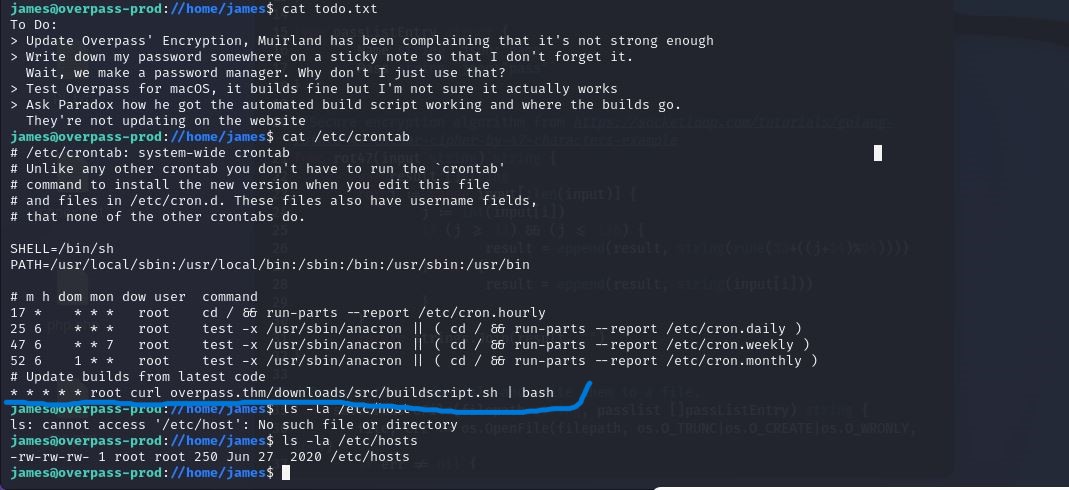 james@overpass-prod://home/james$ cat todo.txt
To Do:
> Update Overpass' Encryption, Muirland has been complaining that it's not strong enough
> Write down my password somewhere on a sticky note so that I don't forget it.
  Wait, we make a password manager. Why don't I just use that?
> Test Overpass for macOS, it builds fine but I'm not sure it actually works
> Ask Paradox how he got the automated build script working and where the builds go.
  They're not updating on the website
james@overpass-prod://home/james$ cat /etc/crontab
# /etc/crontab: system-wide crontab
# Unlike any other crontab you don't have to run the `crontab'
# command to install the new version when you edit this file
# and files in /etc/cron.d. These files also have username fields,
# that none of the other crontabs do.

SHELL=/bin/sh
PATH=/usr/local/sbin:/usr/local/bin:/sbin:/bin:/usr/sbin:/usr/bin

# m h dom mon dow user  command
17 *    * * *   root    cd / && run-parts --report /etc/cron.hourly
25 6    * * *   root    test -x /usr/sbin/anacron || ( cd / && run-parts --report /etc/cron.daily )
47 6    * * 7   root    test -x /usr/sbin/anacron || ( cd / && run-parts --report /etc/cron.weekly )
52 6    1 * *   root    test -x /usr/sbin/anacron || ( cd / && run-parts --report /etc/cron.monthly )
# Update builds from latest code
* * * * * root curl overpass.thm/downloads/src/buildscript.sh | bash
james@overpass-prod://home/james$ ls -la /etc/host
ls: cannot access '/etc/host': No such file or directory
james@overpass-prod://home/james$ ls -la /etc/hosts
-rw-rw-rw- 1 root root 250 Jun 27  2020 /etc/hosts
james@overpass-prod://home/james$